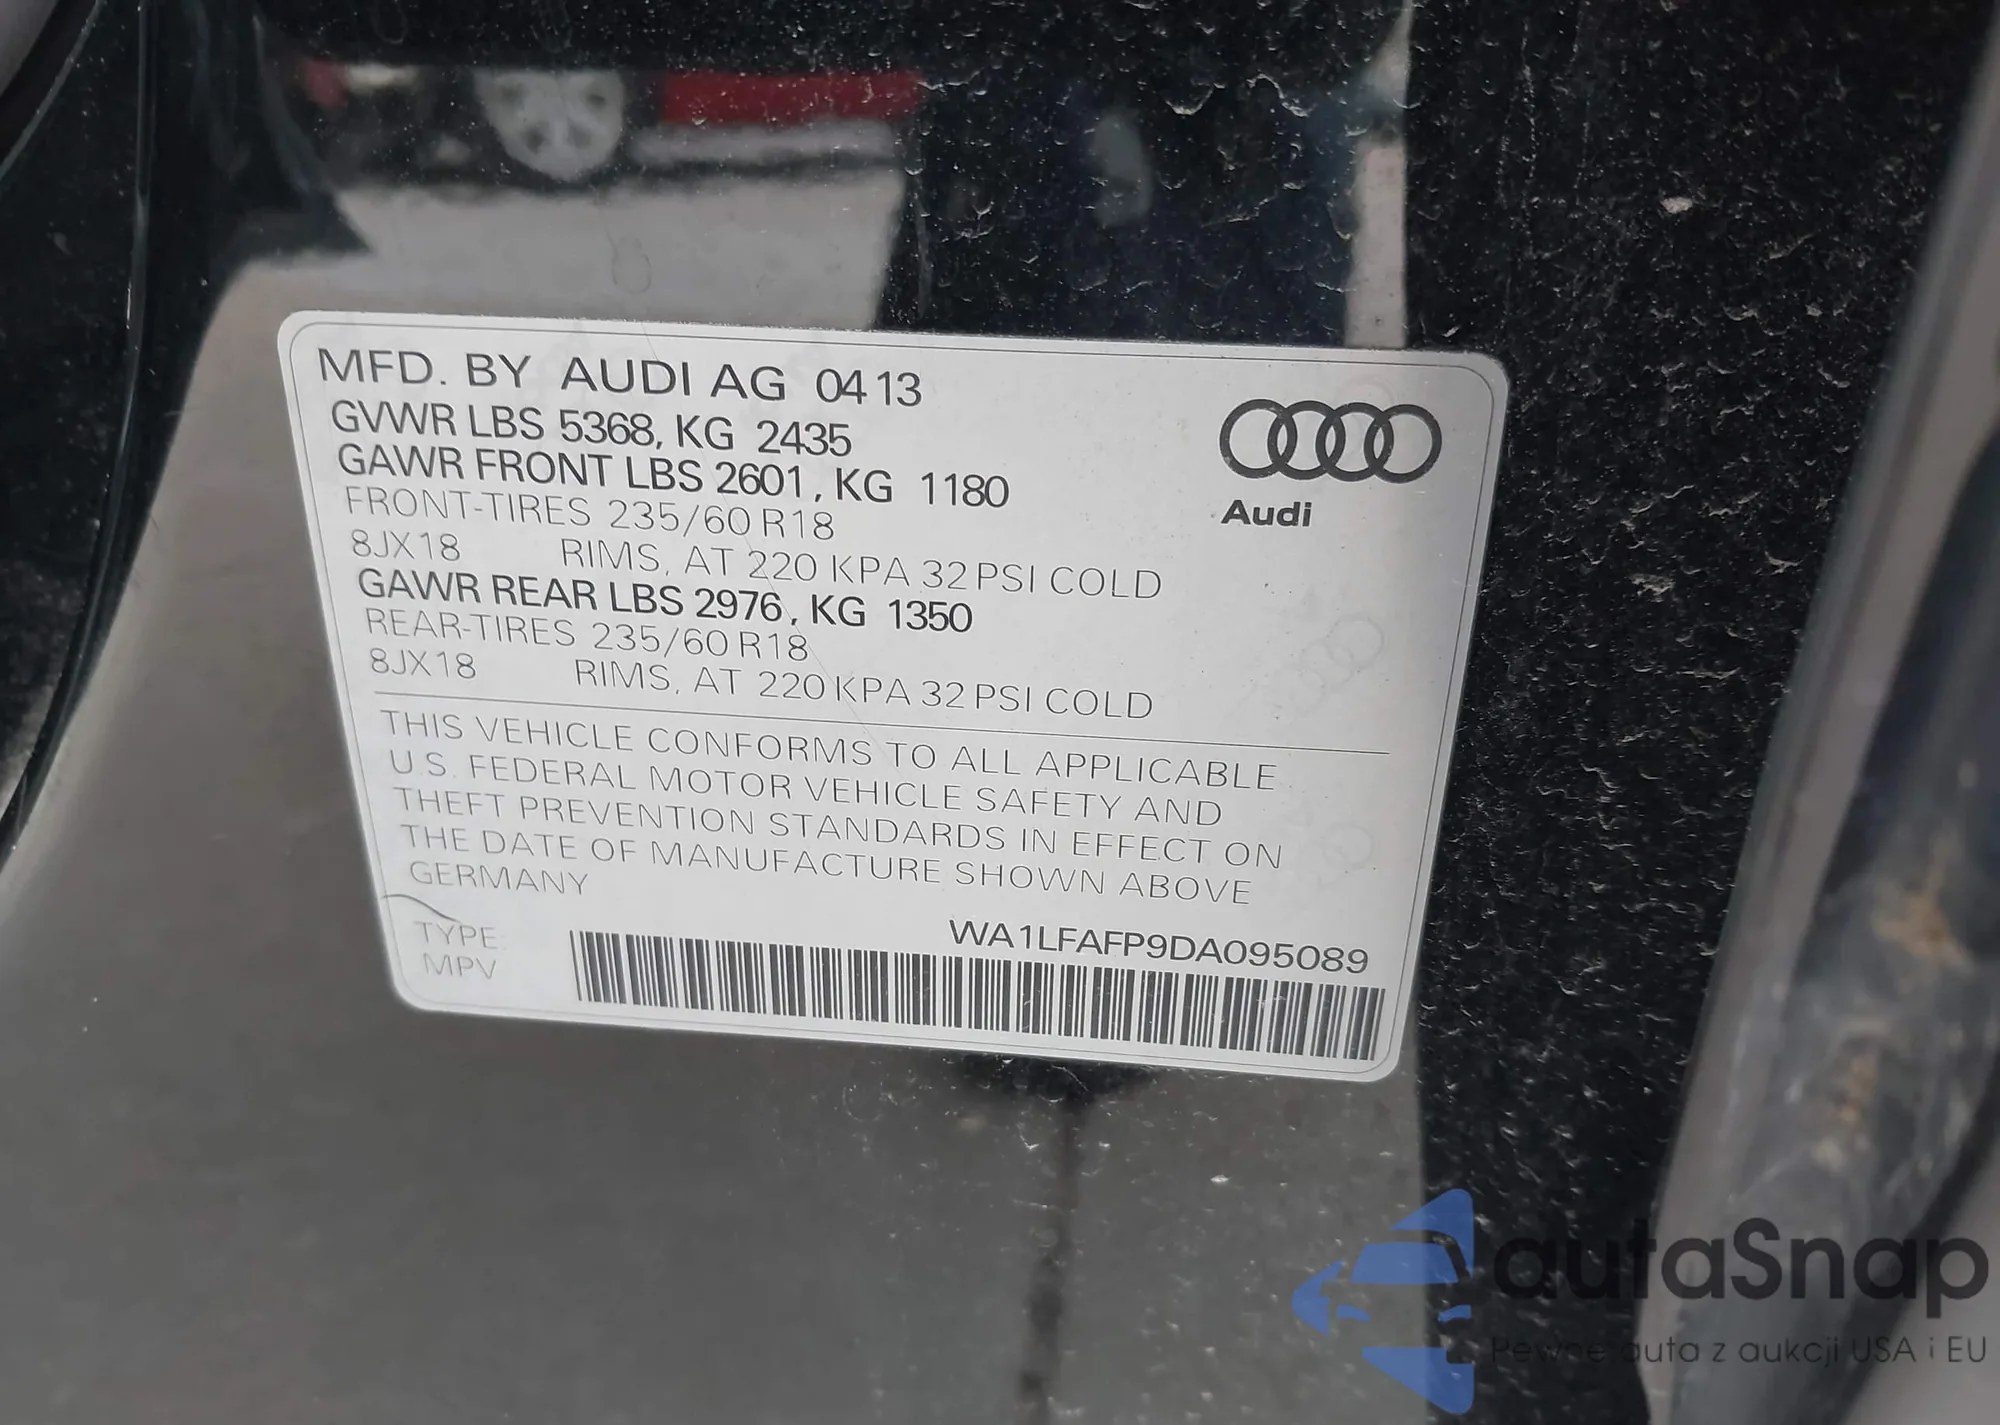 MFD. BY AUDI AG 04 13
GVWR LBS 5368, KG 2435
GAWR FRONT LBS 2601, KG 1180
FRONT-TIRES 235/60 R18
8JX18 RIMS, AT 220 KPA 32 PSI COLD
GAWR REAR LBS 2976, KG 1350
REAR-TIRES 235/60 R18
8JX18 RIMS, AT 220 KPA 32 PSI COLD
Audi
THIS VEHICLE CONFORMS TO ALL APPLICABLE
U.S. FEDERAL MOTOR VEHICLE SAFETY AND
THEFT PREVENTION STANDARDS IN EFFECT ON
THE DATE OF MANUFACTURE SHOWN ABOVE
GERMANY
TYPE:
MPV
WA1LFAFP9DA095089
autaSnap
Pewne auta z aukcji USA i EU